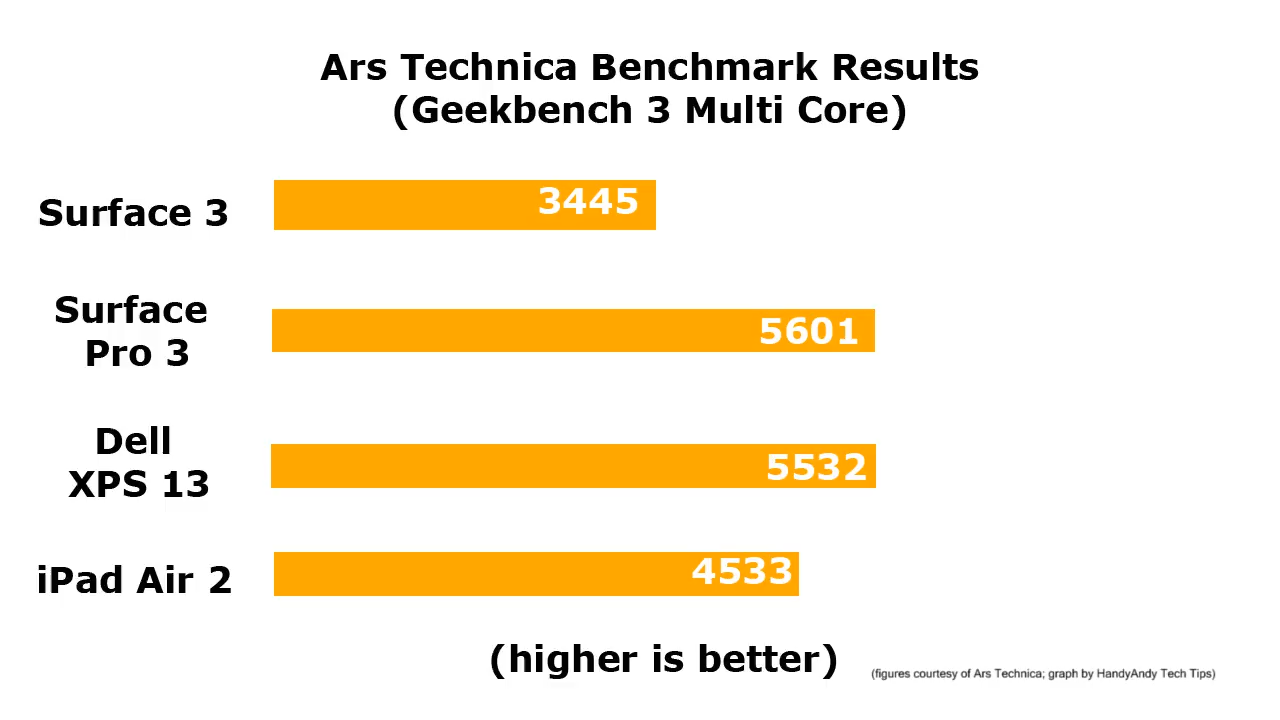 Ars Technica Benchmark Results
(Geekbench 3 Multi Core)
Surface 3
3445
Surface
Pro 3
5601
Dell
XPS 13
5532
iPad Air 2
4533
(higher is better)
(figures courtesy of Ars Technica; graph by HandyAndy Tech Tips)